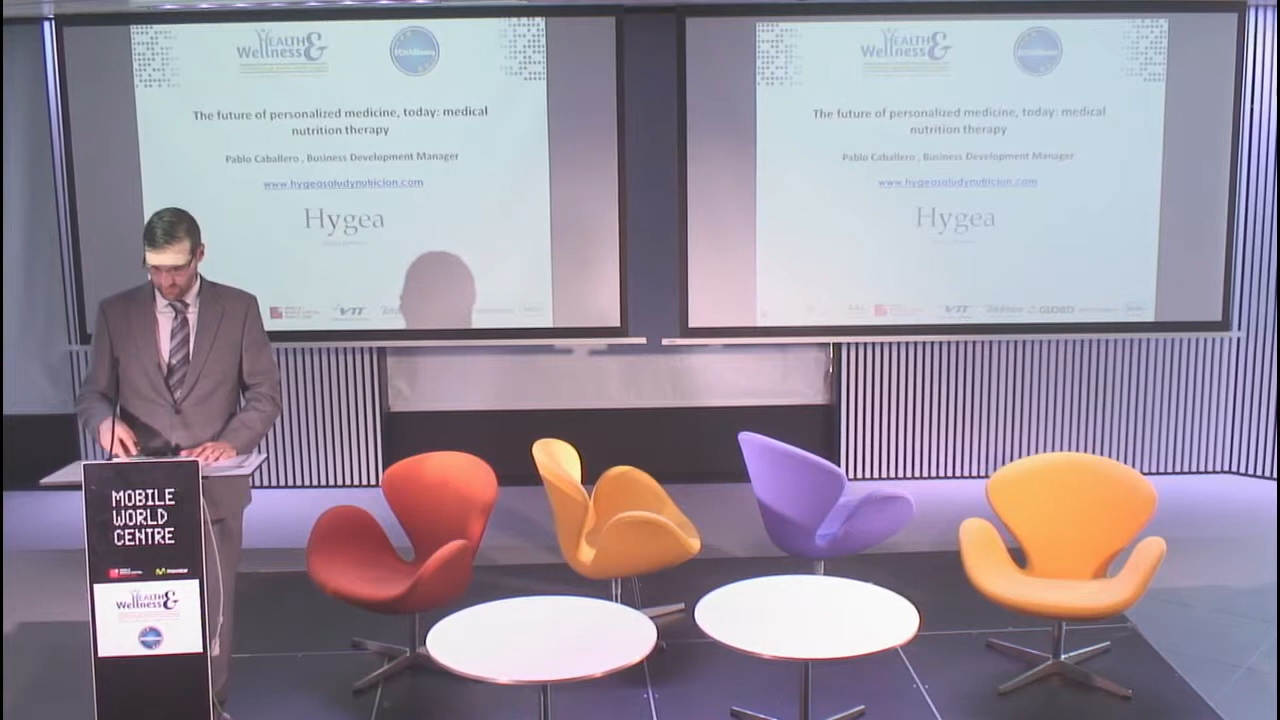 HEALTH &
Wellness
The future of personalized medicine, today: medical
nutrition therapy
Pablo Caballero , Business Development Manager
www.hygeasaludynutricion.com
Hygea
VTT
HEALTH &
Wellness
The future of personalized medicine, today: medical
nutrition therapy
Pablo Caballero , Business Development Manager
www.hygeasaludynutricion.com
Hygea
VTT
MOBILE
WORLD
CENTRE
movistar
HEALTH &
Wellness